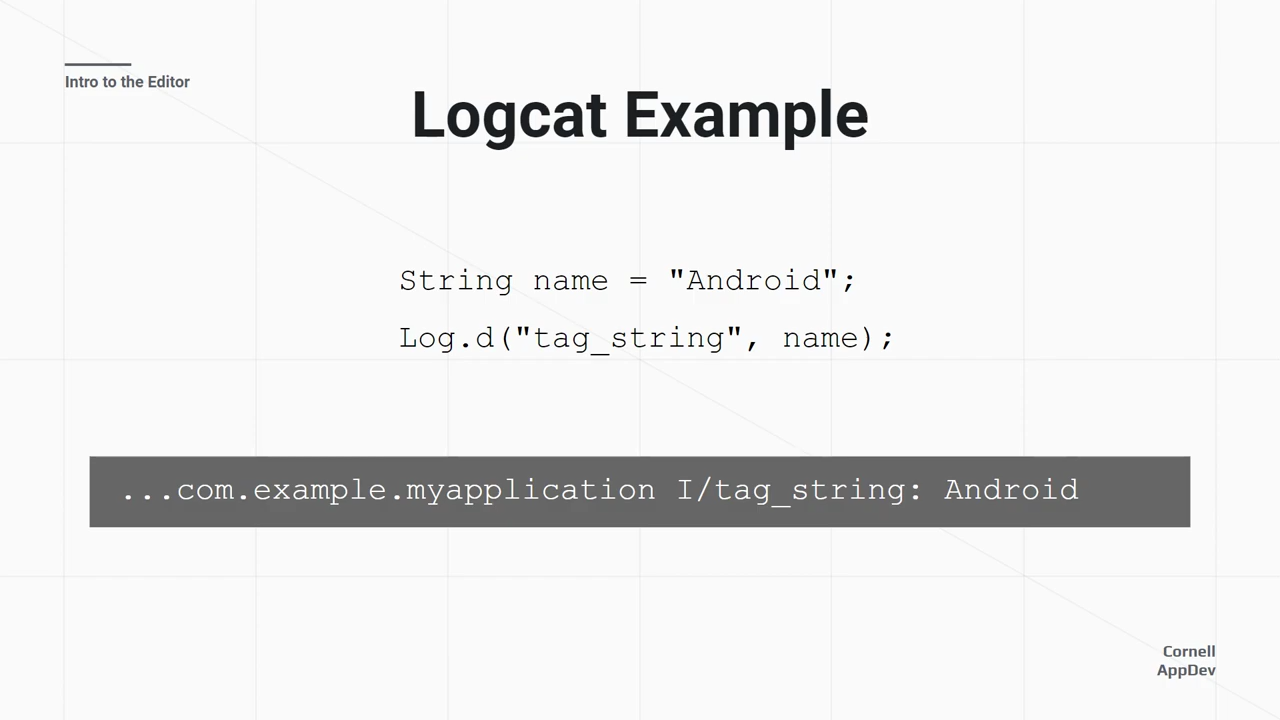 Intro to the Editor
Logcat Example
String name = "Android";
Log.d("tag_string", name);
...com.example.myapplication I/tag_string: Android
Cornell
AppDev